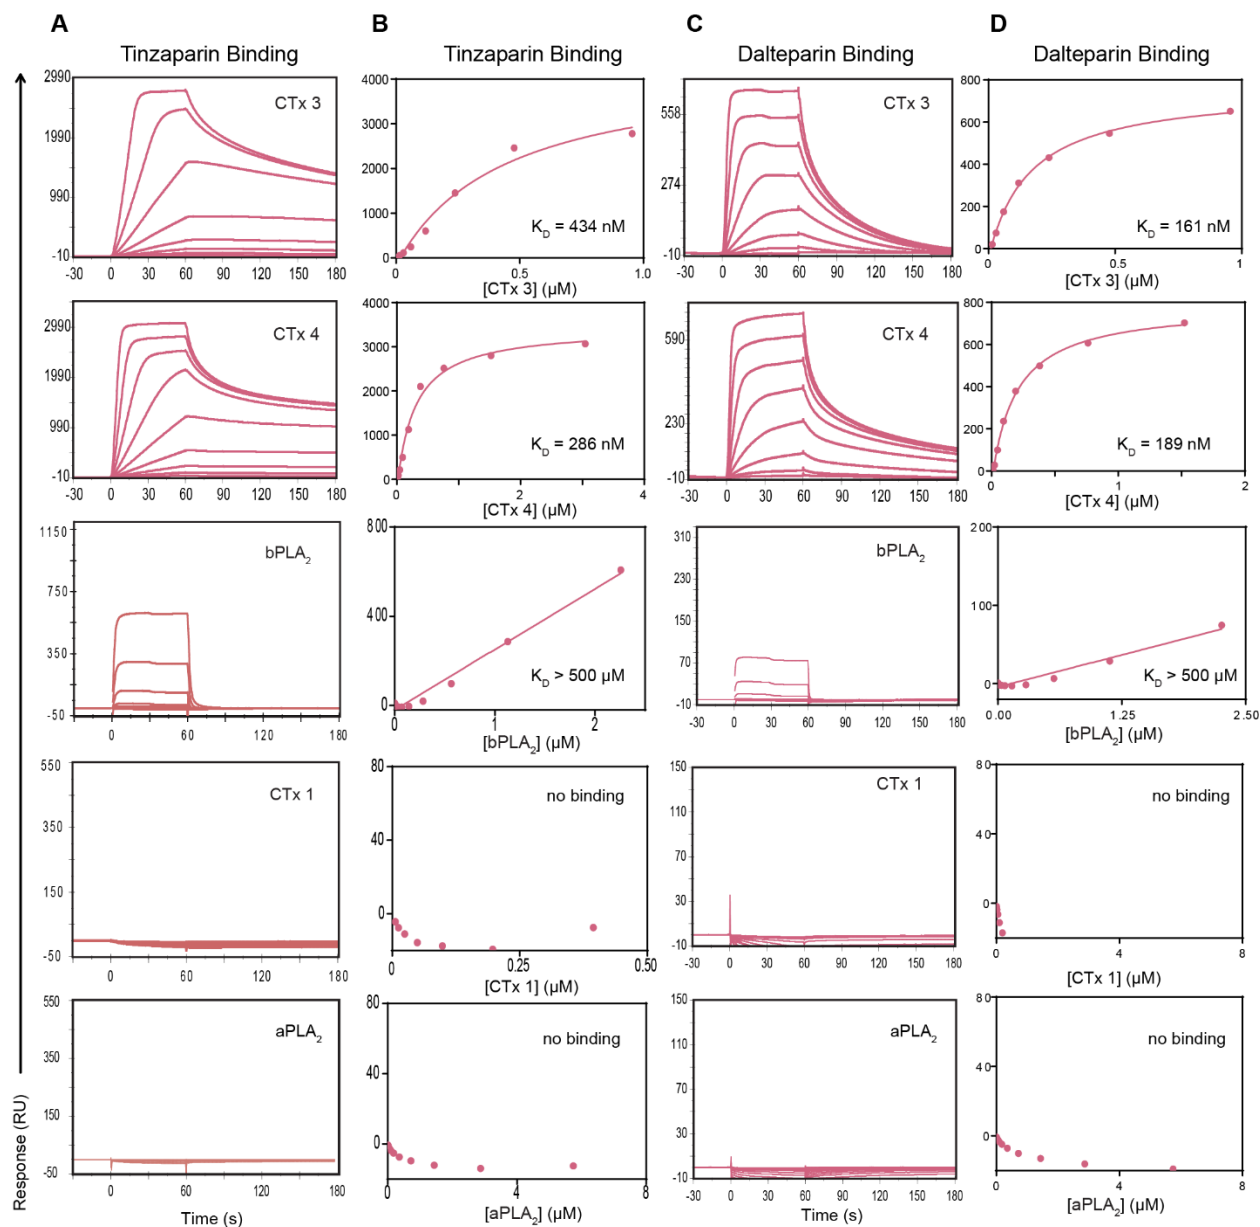 A B C D
Tinzaparin Binding Tinzaparin Binding Dalteparin Binding Dalteparin Binding
2990 1990 990 -10
CTx 3
-30 0 30 60 90 120 150 180
4000 3000 2000 1000 0
K_D = 434 nM
0 0.5 1.0
[CTx 3] (µM)
558 274 -10
CTx 3
-30 0 30 60 90 120 150 180
800 600 400 200 0
K_D = 161 nM
0 0.5 1
[CTx 3] (µM)
2990 1990 990 -10
CTx 4
-30 0 30 60 90 120 150 180
4000 3000 2000 1000 0
K_D = 286 nM
0 2 4
[CTx 4] (µM)
590 230 -10
CTx 4
-30 0 30 60 90 120 150 180
800 600 400 200 0
K_D = 189 nM
0 1 2
[CTx 4] (µM)
1150 750 350 -50
bPLA₂
0 60 120 180
800 400 0
K_D > 500 µM
0 1 2
[bPLA₂] (µM)
330 230 150 70 -10
bPLA₂
-30 0 30 60 90 120 150 180
200 100 0
K_D > 500 µM
0.00 1.25 2.50
[bPLA₂] (µM)
550 350 150 -50
CTx 1
0 60 120 180
80 40 0
no binding
0 0.25 0.50
[CTx 1] (µM)
150 110 70 30 -10
CTx 1
-30 0 30 60 90 120 150 180
80 40 0
no binding
0 4 8
[CTx 1] (µM)
550 350 150 -50
aPLA₂
0 60 120 180
80 40 0
no binding
0 4 8
[aPLA₂] (µM)
150 110 70 30 -10
aPLA₂
-30 0 30 60 90 120 150 180
80 40 0
no binding
0 4 8
[aPLA₂] (µM)
Response (RU)
Time (s) Time (s)